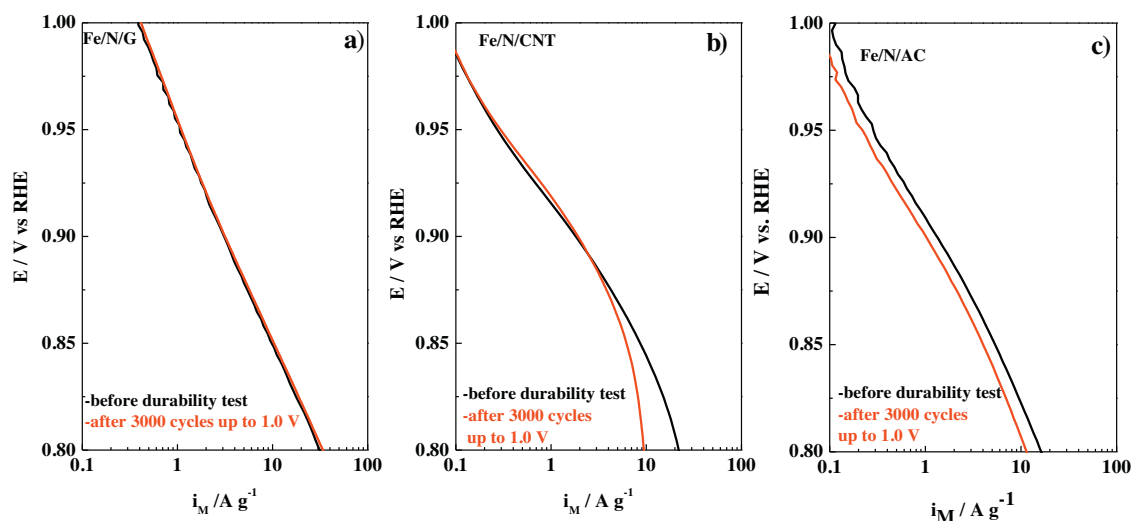 Fe/N/G
a)
1.00
0.95
0.90
0.85
0.80
E / V vs RHE
-before durability test
-after 3000 cycles up to 1.0 V
0.1
1
10
100
i_M /A g^-1
Fe/N/CNT
b)
1.00
0.95
0.90
0.85
0.80
E / V vs RHE
-before durability test
-after 3000 cycles
up to 1.0 V
0.1
1
10
100
i_M /A g^-1
Fe/N/AC
c)
1.00
0.95
0.90
0.85
0.80
E / V vs. RHE
-before durability test
-after 3000 cycles
up to 1.0 V
0.1
1
10
100
i_M /A g^-1